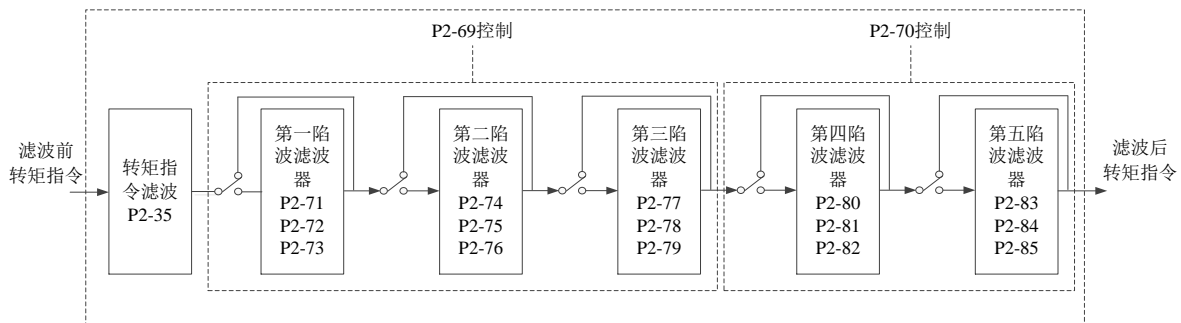 P2-69控制
P2-70控制
滤波前
转矩指令
转矩指
令滤波
P2-35
第一陷
波滤波
器
P2-71
P2-72
P2-73
第二陷
波滤波
器
P2-74
P2-75
P2-76
第三陷
波滤波
器
P2-77
P2-78
P2-79
第四陷
波滤波
器
P2-80
P2-81
P2-82
第五陷
波滤波
器
P2-83
P2-84
P2-85
滤波后
转矩指令